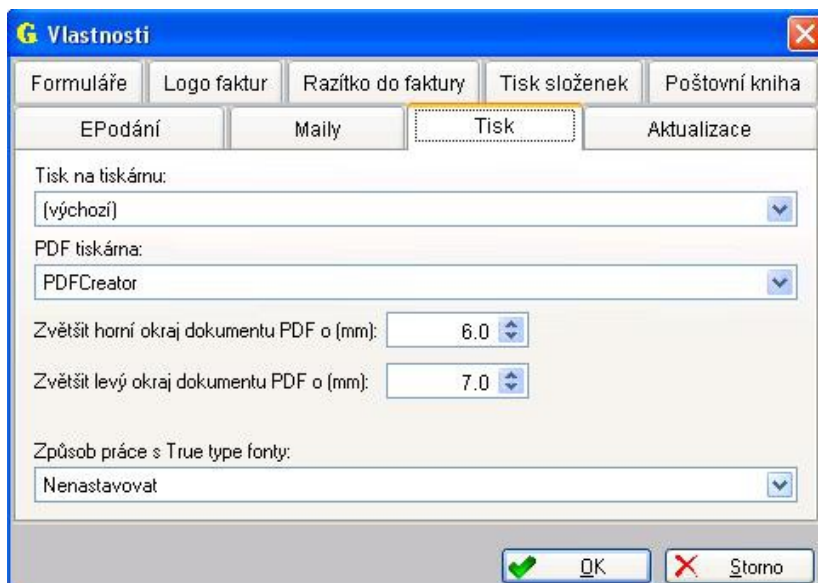 G Vlastnosti
Formuláře Logo faktur Razítko do faktury Tisk složenek Poštovní kniha
EPodání Maily Tisk Aktualizace
Tisk na tiskárnu:
(výchozí)
PDF tiskárna:
PDFCreator
Zvětšit horní okraj dokumentu PDF o (mm): 6.0
Zvětšit levý okraj dokumentu PDF o (mm): 7.0
Způsob práce s True type fonty:
Nenastavovat
OK Storno